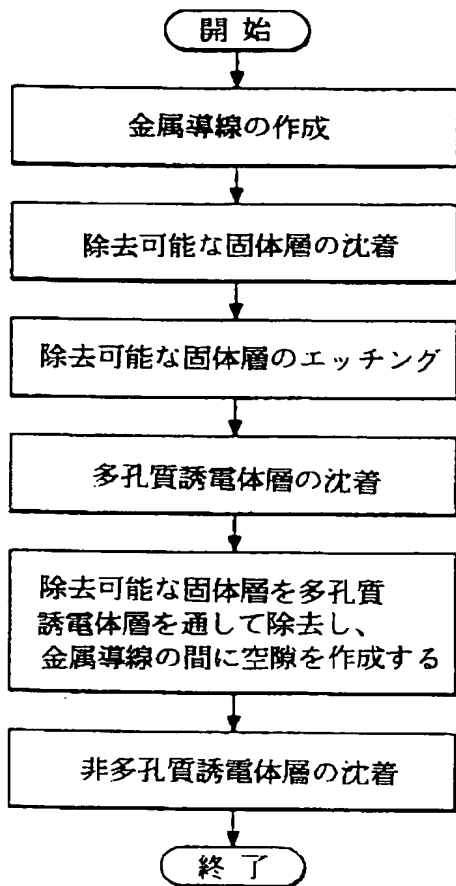 開始
金属導線の作成
除去可能な固体層の沈着
除去可能な固体層のエッチング
多孔質誘電体層の沈着
除去可能な固体層を多孔質
誘電体層を通して除去し、
金属導線の間に空隙を作成する
非多孔質誘電体層の沈着
終了